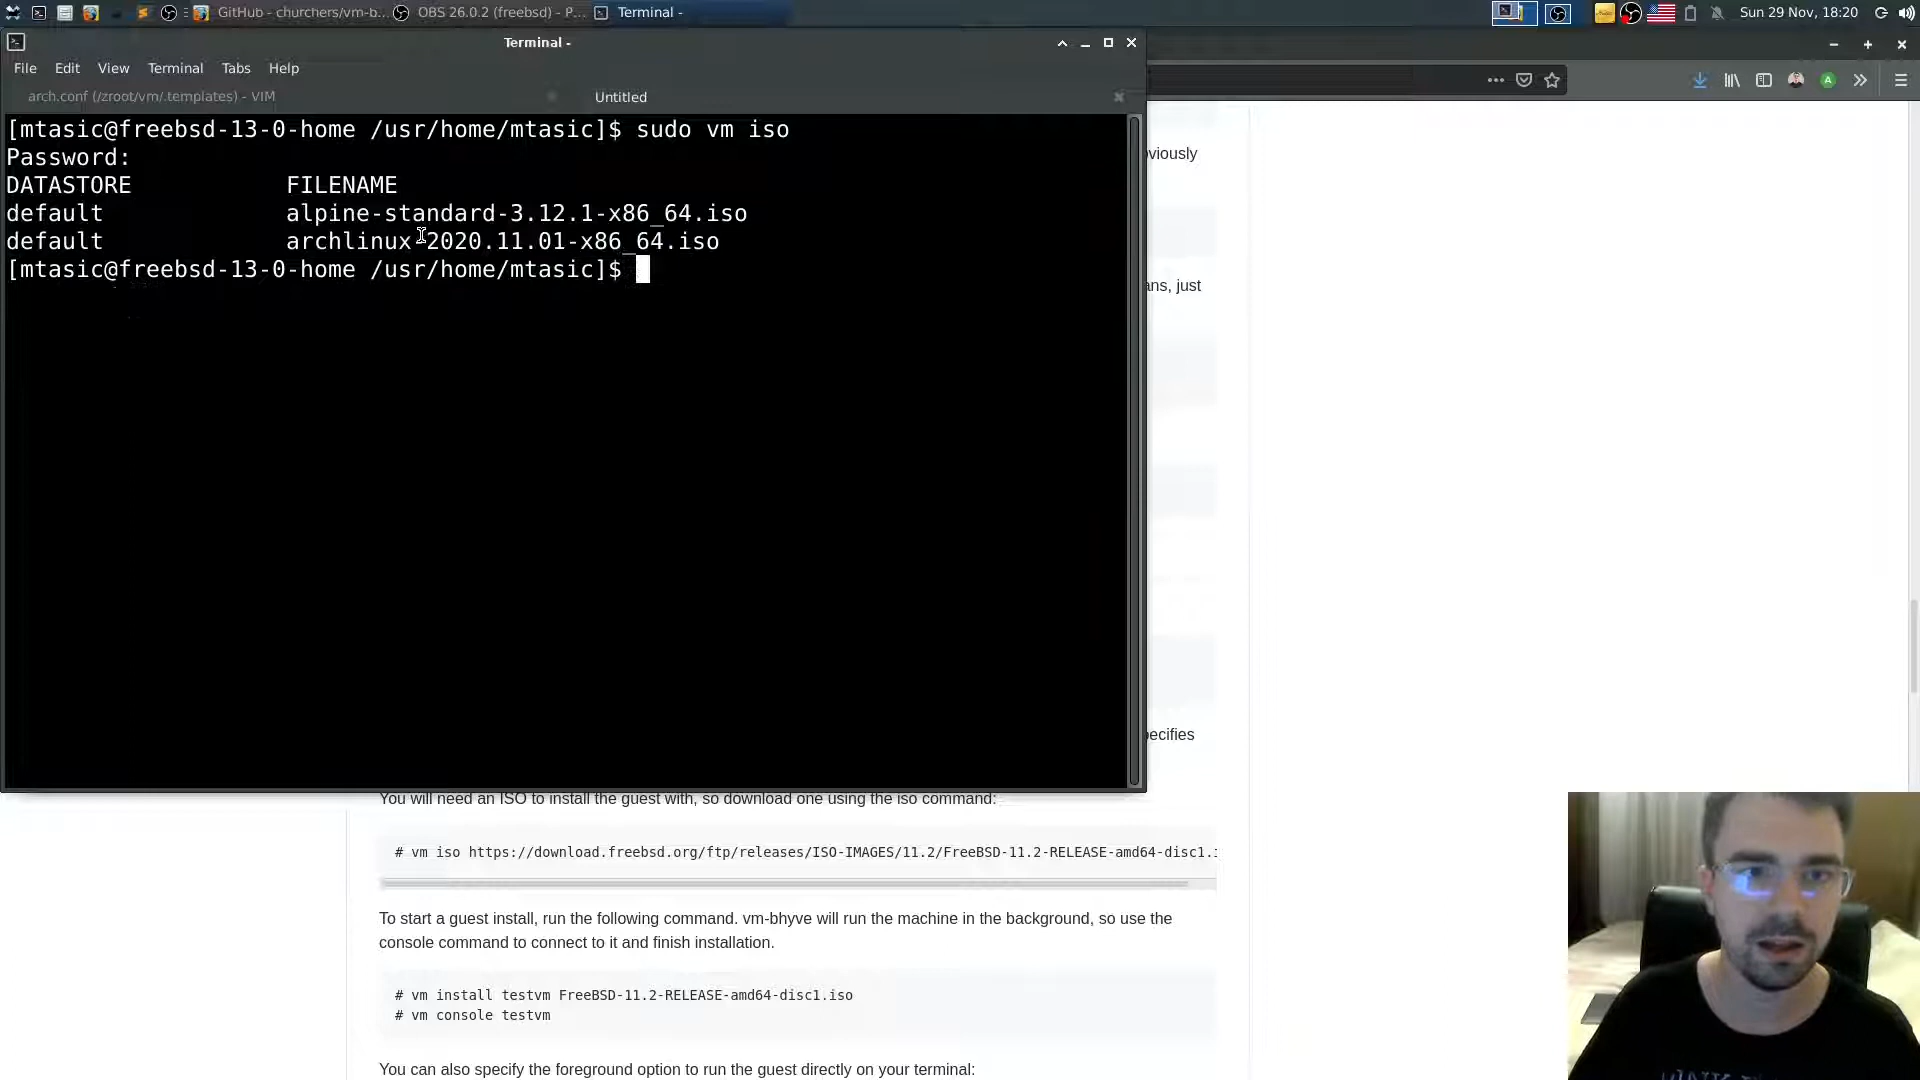 GitHub - churchers/vm-b...
OBS 26.0.2 (freebsd) - P...
Terminal -
Sun 29 Nov, 18:20
Terminal -
File Edit View Terminal Tabs Help
arch.conf (/zroot/vm/.templates) - VIM
Untitled
[mtasic@freebsd-13-0-home /usr/home/mtasic]$ sudo vm iso
Password:
DATASTORE FILENAME
default alpine-standard-3.12.1-x86_64.iso
default archlinux-2020.11.01-x86_64.iso
[mtasic@freebsd-13-0-home /usr/home/mtasic]$
viously
ans, just
pecifies
You will need an ISO to install the guest with, so download one using the iso command:
# vm iso https://download.freebsd.org/ftp/releases/ISO-IMAGES/11.2/FreeBSD-11.2-RELEASE-amd64-disc1.i
To start a guest install, run the following command. vm-bhyve will run the machine in the background, so use the
console command to connect to it and finish installation.
# vm install testvm FreeBSD-11.2-RELEASE-amd64-disc1.iso
# vm console testvm
You can also specify the foreground option to run the guest directly on your terminal: